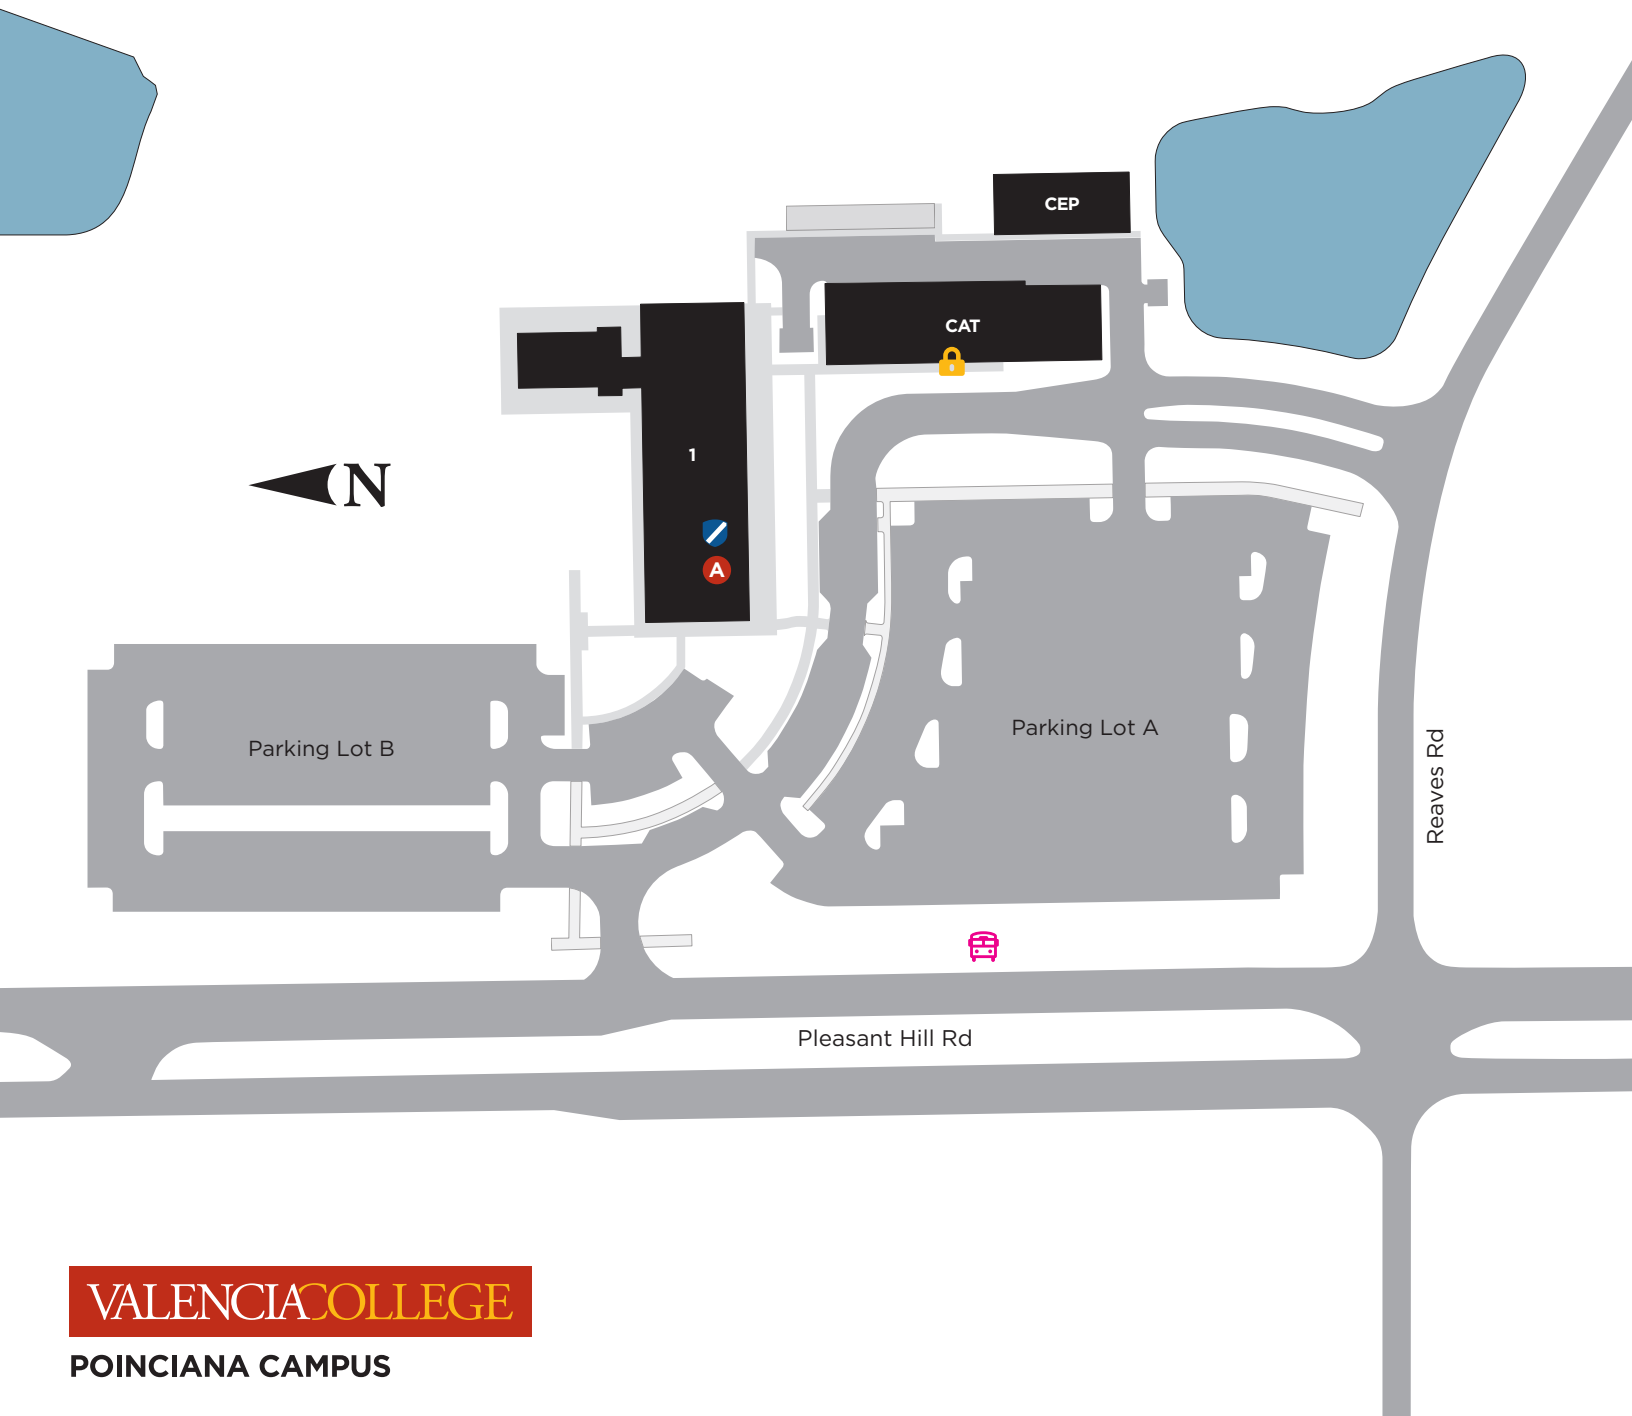 CEP
CAT
1
N
A
Parking Lot A
Parking Lot B
Reaves Rd
Pleasant Hill Rd
VALENCIACOLLEGE
POINCIANA CAMPUS